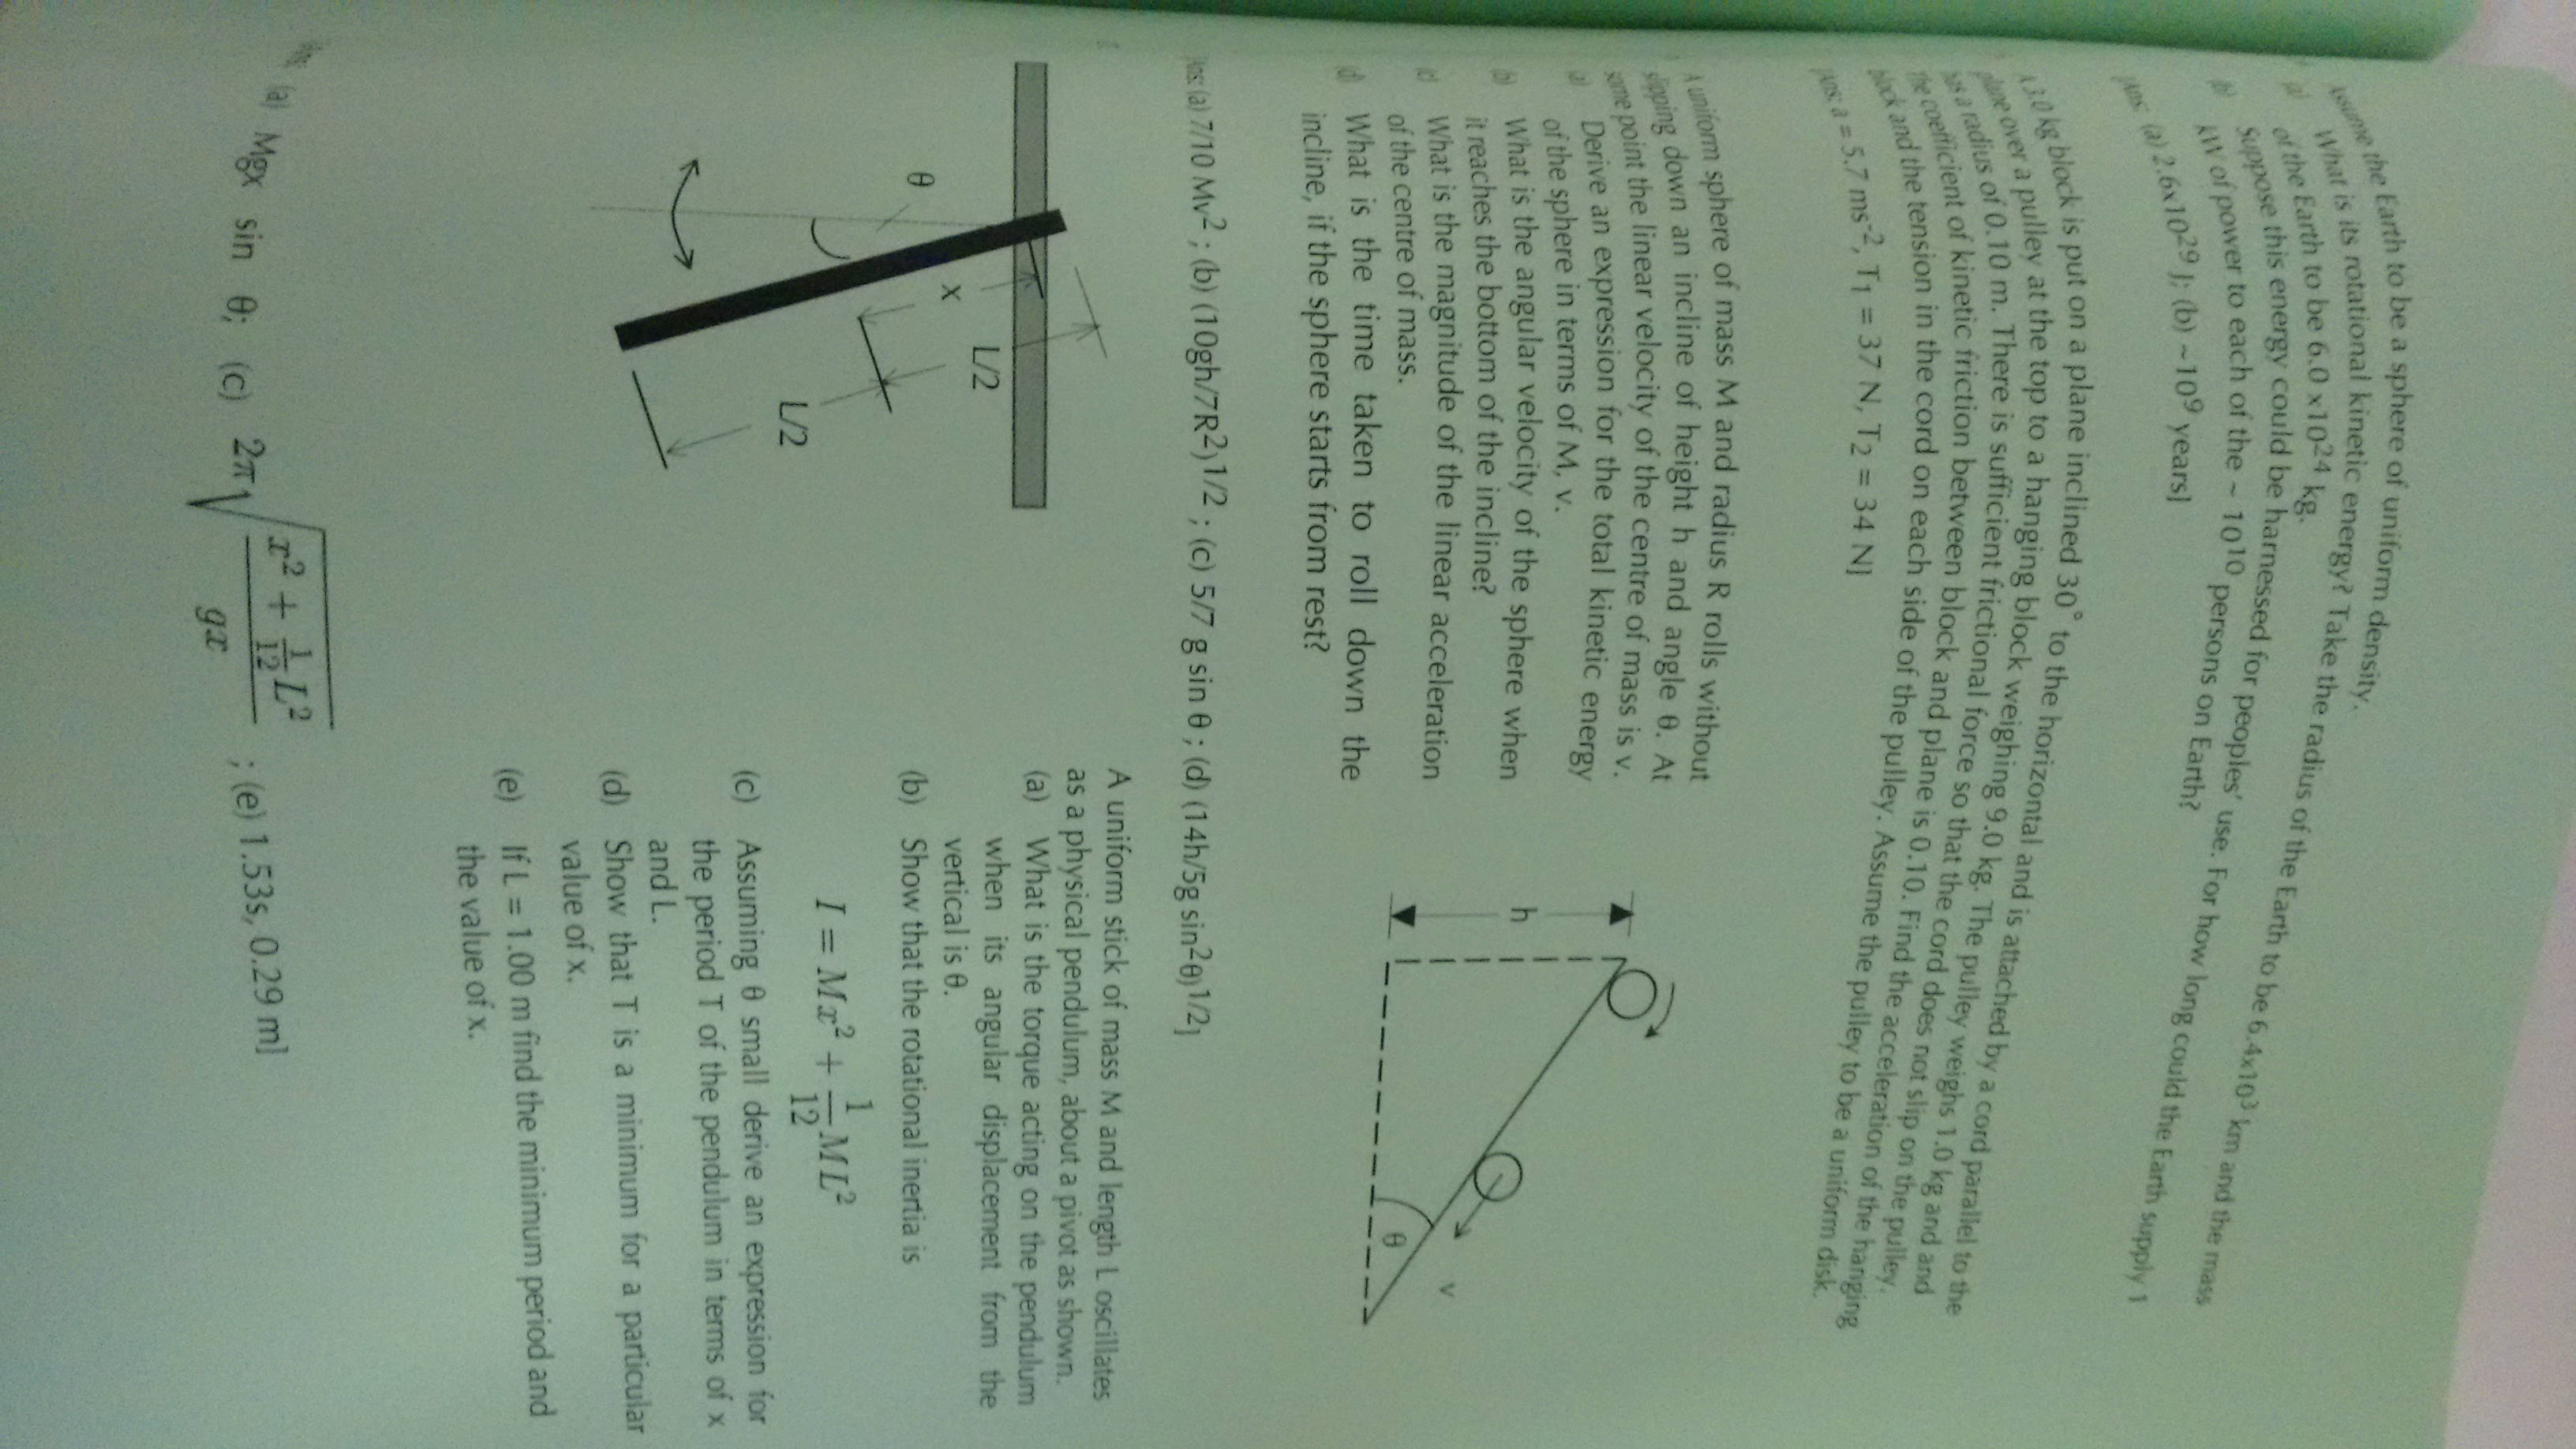 Assume the Earth to be a sphere of uniform density.
a) What is its rotational kinetic energy? Take the radius of the Earth to be 6.4x10³ km and the mass
of the Earth to be 6.0 x10²⁴ kg.
b) Suppose this energy could be harnessed for peoples' use. For how long could the Earth supply 1
kW of power to each of the ~ 10¹⁰ persons on Earth?
[Ans: (a) 2.6x10²⁹ J; (b) ~10⁹ years]
A 3.0 kg block is put on a plane inclined 30° to the horizontal and is attached by a cord parallel to the
plane over a pulley at the top to a hanging block weighing 9.0 kg. The pulley weighs 1.0 kg and
has a radius of 0.10 m. There is sufficient frictional force so that the cord does not slip on the pulley.
the coefficient of kinetic friction between block and plane is 0.10. Find the acceleration of the hanging
block and the tension in the cord on each side of the pulley. Assume the pulley to be a uniform disk.
[Ans: a = 5.7 ms⁻², T₁ = 37 N, T₂ = 34 N]
A uniform sphere of mass M and radius R rolls without
slipping down an incline of height h and angle θ. At
some point the linear velocity of the centre of mass is v.
a) Derive an expression for the total kinetic energy
of the sphere in terms of M, v.
b) What is the angular velocity of the sphere when
it reaches the bottom of the incline?
c) What is the magnitude of the linear acceleration
of the centre of mass.
d) What is the time taken to roll down the
incline, if the sphere starts from rest?
h
v
θ
[Ans: (a) 7/10 Mv² ; (b) (10gh/7R²)¹/² ; (c) 5/7 g sin θ ; (d) (14h/5g sin²θ)¹/²]
L/2
x
θ
L/2
A uniform stick of mass M and length L oscillates
as a physical pendulum, about a pivot as shown.
(a) What is the torque acting on the pendulum
when its angular displacement from the
vertical is θ.
(b) Show that the rotational inertia is
I = Mx² + 1/12 ML²
(c) Assuming θ small derive an expression for
the period T of the pendulum in terms of x
and L.
(d) Show that T is a minimum for a particular
value of x.
(e) If L = 1.00 m find the minimum period and
the value of x.
(a) Mgx sin θ; (c) 2π√((x² + 1/12 L²)/gx) ; (e) 1.53s, 0.29 m]